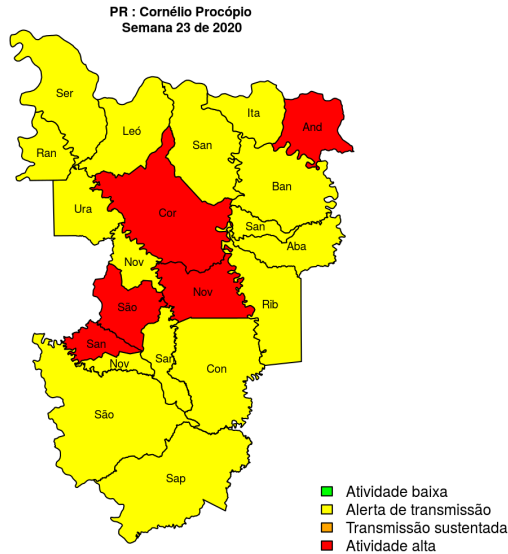 PR : Cornélio Procópio
Semana 23 de 2020
Ser
Ita
And
Leó
San
Ran
Ban
Ura
Cor
San
Aba
Nov
Nov
São
Rib
San
Nov
San
Con
São
Sap
Atividade baixa
Alerta de transmissão
Transmissão sustentada
Atividade alta